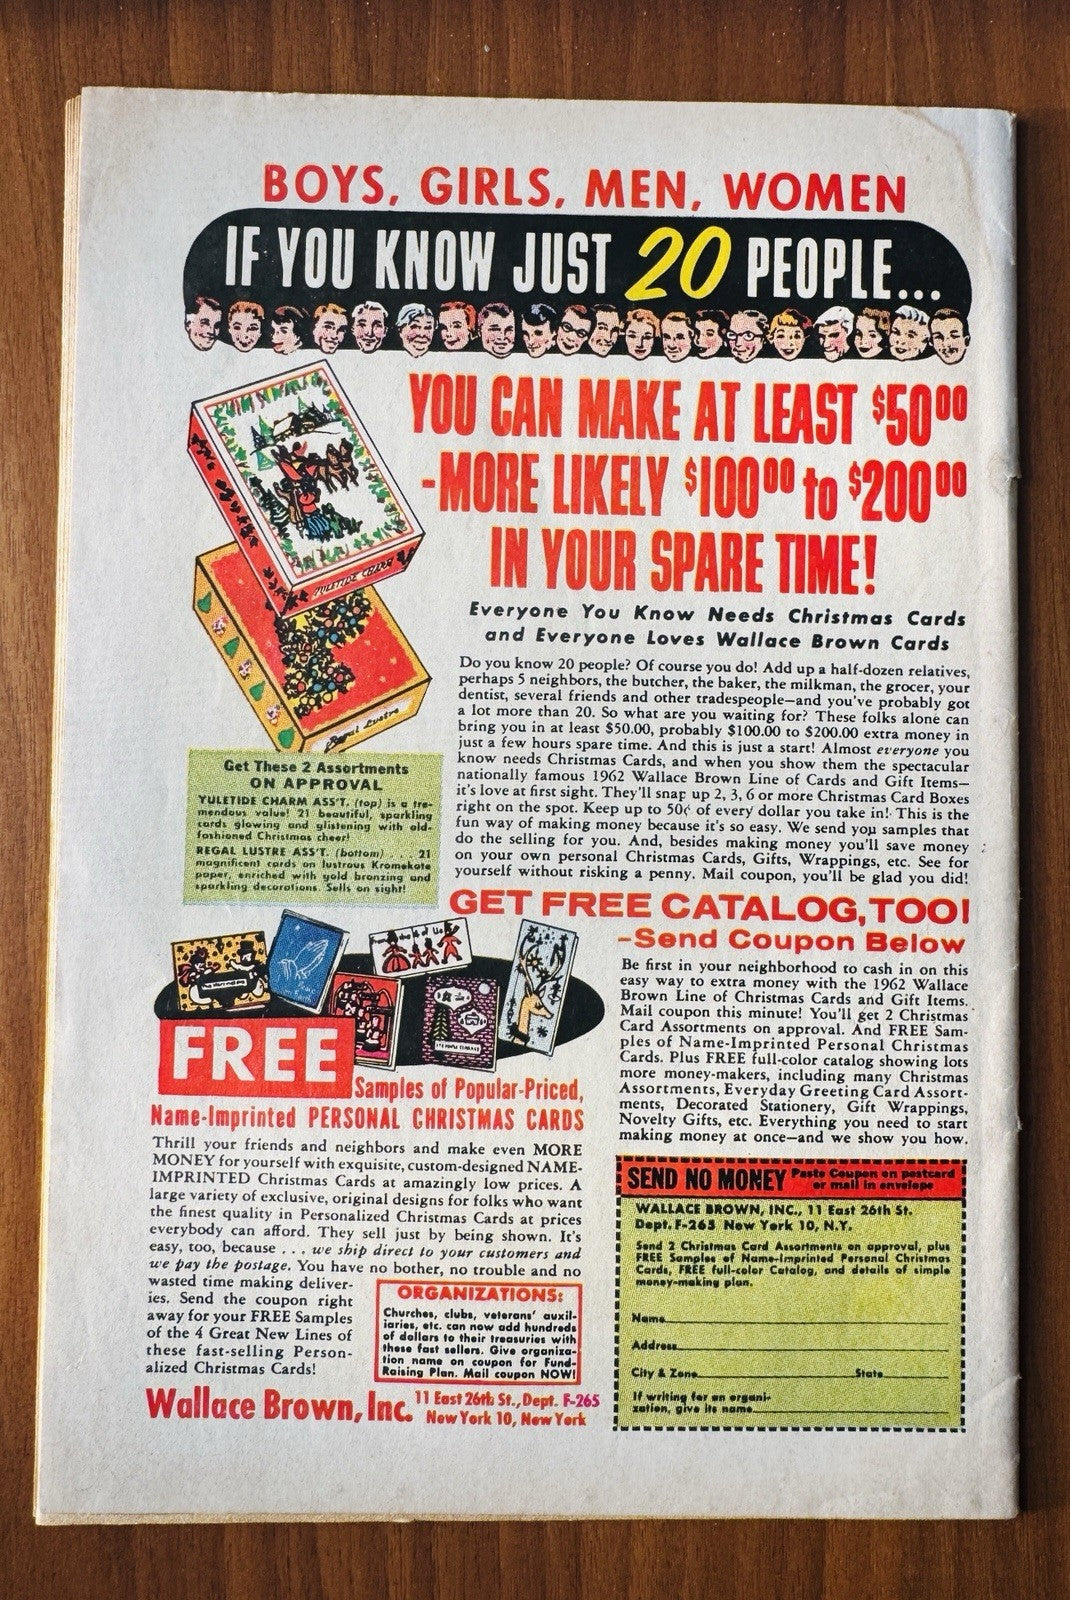 BOYS, GIRLS, MEN, WOMEN
IF YOU KNOW JUST 20 PEOPLE...
YOU CAN MAKE AT LEAST $50.00
-MORE LIKELY $100.00 to $200.00
IN YOUR SPARE TIME!
Everyone You Know Needs Christmas Cards
and Everyone Loves Wallace Brown Cards
Do you know 20 people? Of course you do! Add up a half-dozen relatives,
perhaps 5 neighbors, the butcher, the baker, the milkman, the grocer, your
dentist, several friends and other tradespeople—and you've probably got
a lot more than 20. So what are you waiting for? These folks alone can
bring you in at least $50.00, probably $100.00 to $200.00 extra money in
just a few hours spare time. And this is just a start! Almost everyone you
know needs Christmas Cards, and when you show them the spectacular
nationally famous 1962 Wallace Brown Line of Cards and Gift Items—
it's love at first sight. They'll snap up 2, 3, 6 or more Christmas Card Boxes
right on the spot. Keep up to 50¢ of every dollar you take in! This is the
fun way of making money because it's so easy. We send you samples that
do the selling for you. And, besides making money you'll save money
on your own personal Christmas Cards, Gifts, Wrappings, etc. See for
yourself without risking a penny. Mail coupon, you'll be glad you did!
YULETIDE CHARM
Regal Lustre
Get These 2 Assortments
ON APPROVAL
YULETIDE CHARM ASS'T. (top) is a tre-
mendous value! 21 beautiful, sparkling
cards glowing and glistening with old-
fashioned Christmas cheer!
REGAL LUSTRE ASS'T. (bottom) . . . 21
magnificent cards on lustrous Kromekote
paper, enriched with gold bronzing and
sparkling decorations. Sells on sight!
GET FREE CATALOG, TOO!
-Send Coupon Below
Be first in your neighborhood to cash in on this
easy way to extra money with the 1962 Wallace
Brown Line of Christmas Cards and Gift Items.
Mail coupon this minute! You'll get 2 Christmas
Card Assortments on approval. And FREE Sam-
ples of Name-Imprinted Personal Christmas
Cards. Plus FREE full-color catalog showing lots
more money-makers, including many Christmas
Assortments, Everyday Greeting Card Assort-
ments, Decorated Stationery, Gift Wrappings,
Novelty Gifts, etc. Everything you need to start
making money at once—and we show you how.
FREE
Samples of Popular-Priced,
Name-Imprinted PERSONAL CHRISTMAS CARDS
Thrill your friends and neighbors and make even MORE
MONEY for yourself with exquisite, custom-designed NAME-
IMPRINTED Christmas Cards at amazingly low prices. A
large variety of exclusive, original designs for folks who want
the finest quality in Personalized Christmas Cards at prices
everybody can afford. They sell just by being shown. It's
easy, too, because . . . we ship direct to your customers and
we pay the postage. You have no bother, no trouble and no
wasted time making deliver-
ies. Send the coupon right
away for your FREE Samples
of the 4 Great New Lines of
these fast-selling Person-
alized Christmas Cards!
ORGANIZATIONS:
Churches, clubs, veterans' auxil-
iaries, etc. can now add hundreds
of dollars to their treasuries with
these fast sellers. Give organiza-
tion name on coupon for Fund-
Raising Plan. Mail coupon NOW!
Wallace Brown, Inc. 11 East 26th St., Dept. F-265
New York 10, New York
SEND NO MONEY Paste Coupon on postcard
or mail in envelope
WALLACE BROWN, INC., 11 East 26th St.
Dept. F-265 New York 10, N.Y.
Send 2 Christmas Card Assortments on approval, plus
FREE Samples of Name-Imprinted Personal Christmas
Cards, FREE full-color Catalog, and details of simple
money-making plan.
Name
Address
City & Zone State
If writing for an organi-
zation, give its name